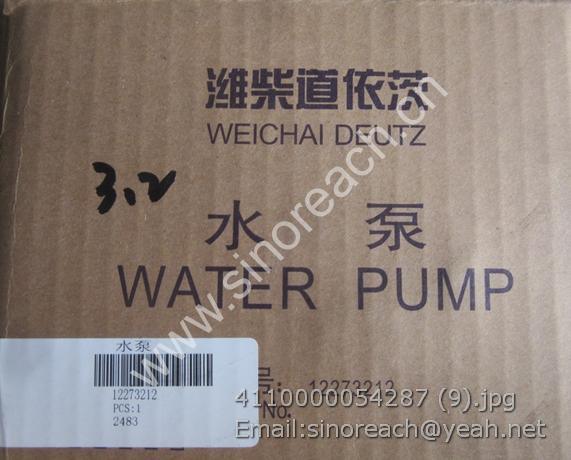 潍柴道依茨
WEICHAI DEUTZ
3.2
水 泵
WATER PUMP
www.sinoreach.cn
水泵
12273212
PCS:1
2483
号: 12273212
No.
4110000054287 (9).jpg
Email:sinoreach@yeah.net